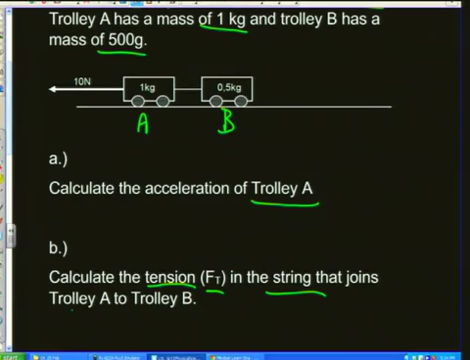 Trolley A has a mass of 1 kg and trolley B has a
mass of 500g.
10N
1kg
0,5kg
A
B
a.)
Calculate the acceleration of Trolley A
b.)
Calculate the tension (FT) in the string that joins
Trolley A to Trolley B.
start